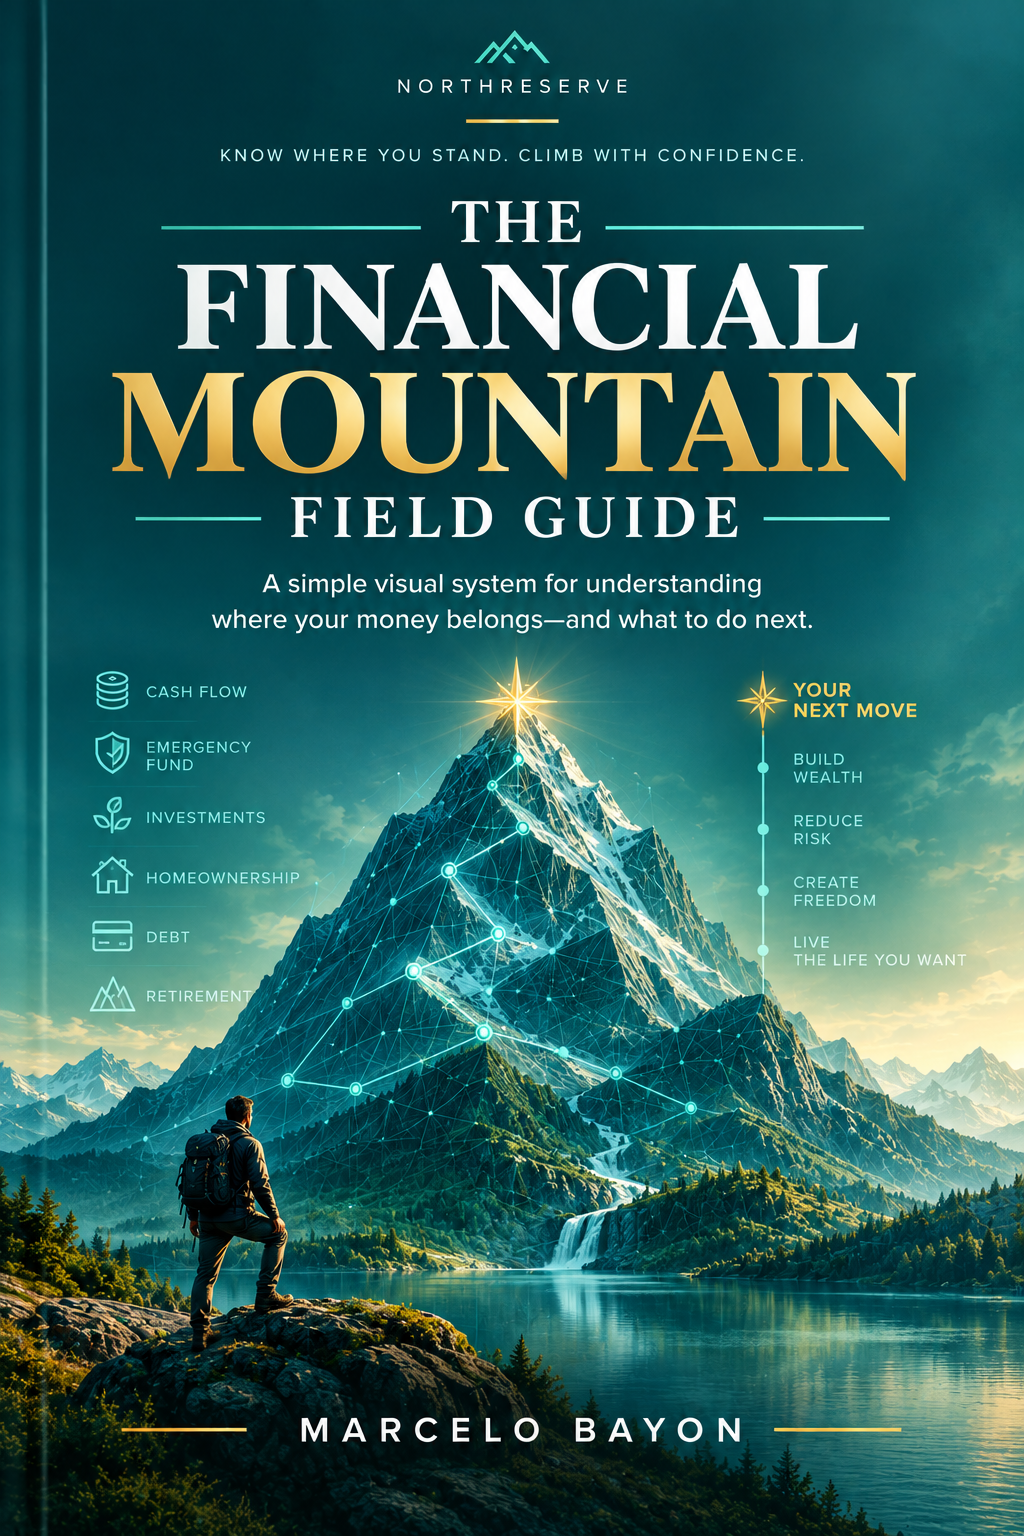 NORTHRESERVE
KNOW WHERE YOU STAND. CLIMB WITH CONFIDENCE.
THE
FINANCIAL
MOUNTAIN
FIELD GUIDE
A simple visual system for understanding
where your money belongs—and what to do next.
CASH FLOW
EMERGENCY
FUND
INVESTMENTS
HOMEOWNERSHIP
DEBT
RETIREMENT
YOUR
NEXT MOVE
BUILD
WEALTH
REDUCE
RISK
CREATE
FREEDOM
LIVE
THE LIFE YOU WANT
MARCELO BAYON